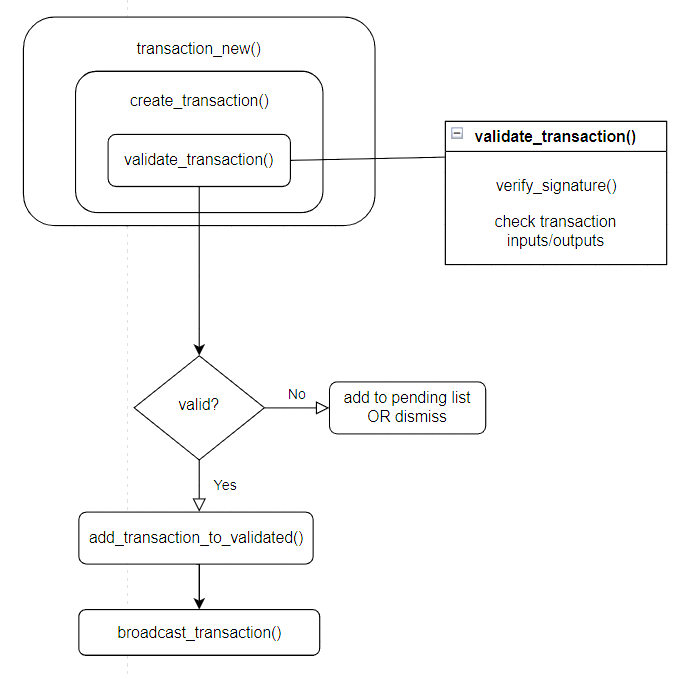 transaction_new()
create_transaction()
validate_transaction()
validate_transaction()
verify_signature()
check transaction
inputs/outputs
valid?
No
add to pending list
OR dismiss
Yes
add_transaction_to_validated()
broadcast_transaction()